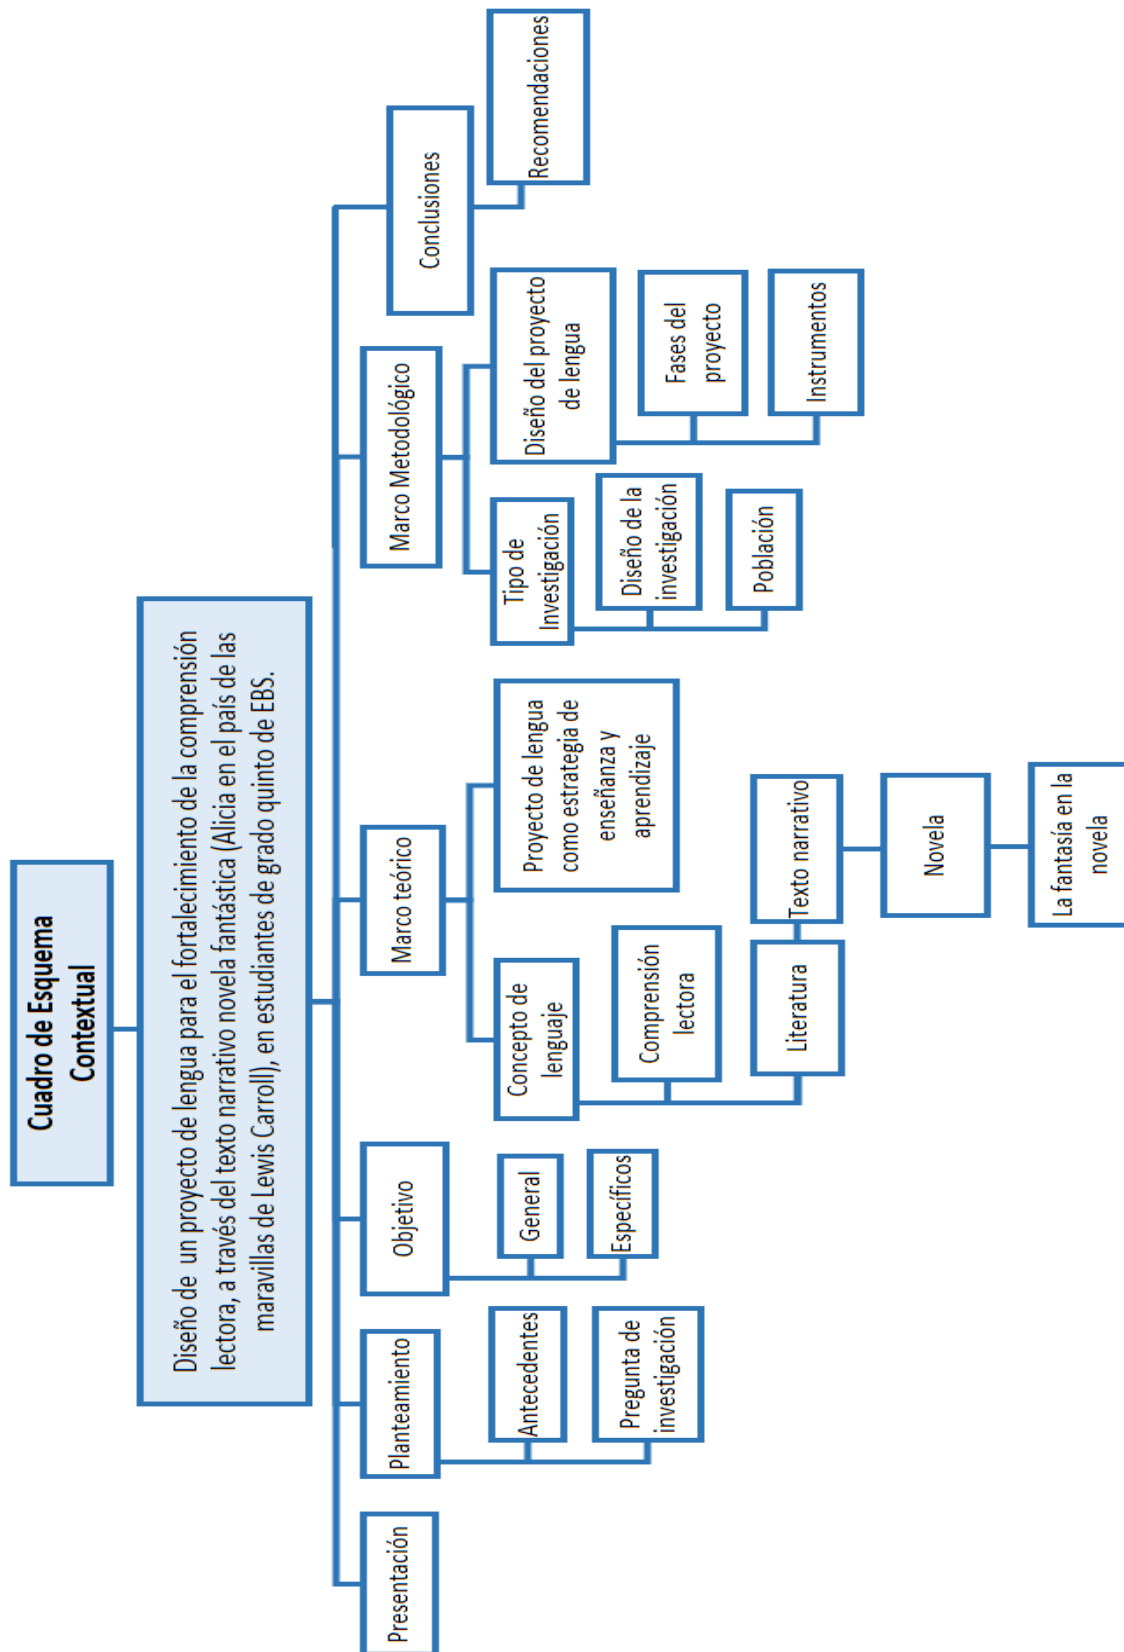 Cuadro de Esquema
Contextual
Diseño de un proyecto de lengua para el fortalecimiento de la comprensión
lectora, a través del texto narrativo novela fantástica (Alicia en el país de las
maravillas de Lewis Carroll), en estudiantes de grado quinto de EBS.
Presentación
Planteamiento
Antecedentes
Pregunta de
investigación
Objetivo
General
Específicos
Marco teórico
Concepto de
lenguaje
Comprensión
lectora
Literatura
Texto narrativo
Novela
La fantasía en la
novela
Proyecto de lengua
como estrategia de
enseñanza y
aprendizaje
Marco Metodológico
Tipo de
Investigación
Diseño de la
investigación
Población
Diseño del proyecto
de lengua
Fases del
proyecto
Instrumentos
Conclusiones
Recomendaciones